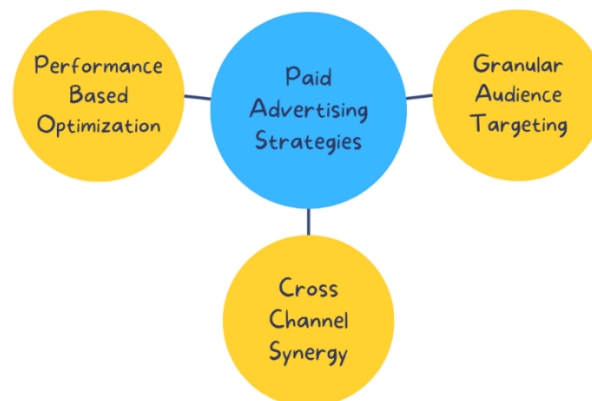 Performance
Based
Optimization
Paid
Advertising
Strategies
Granular
Audience
Targeting
Cross
Channel
Synergy